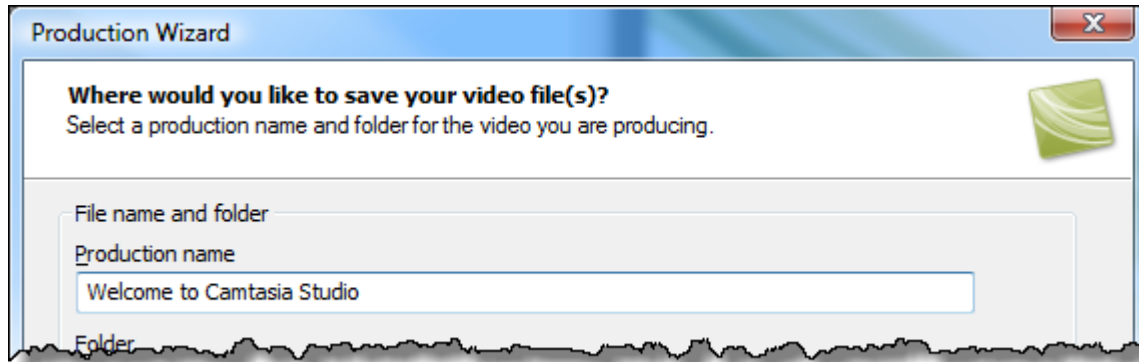 Production Wizard
Where would you like to save your video file(s)?
Select a production name and folder for the video you are producing.
File name and folder
Production name
Welcome to Camtasia Studio
Folder